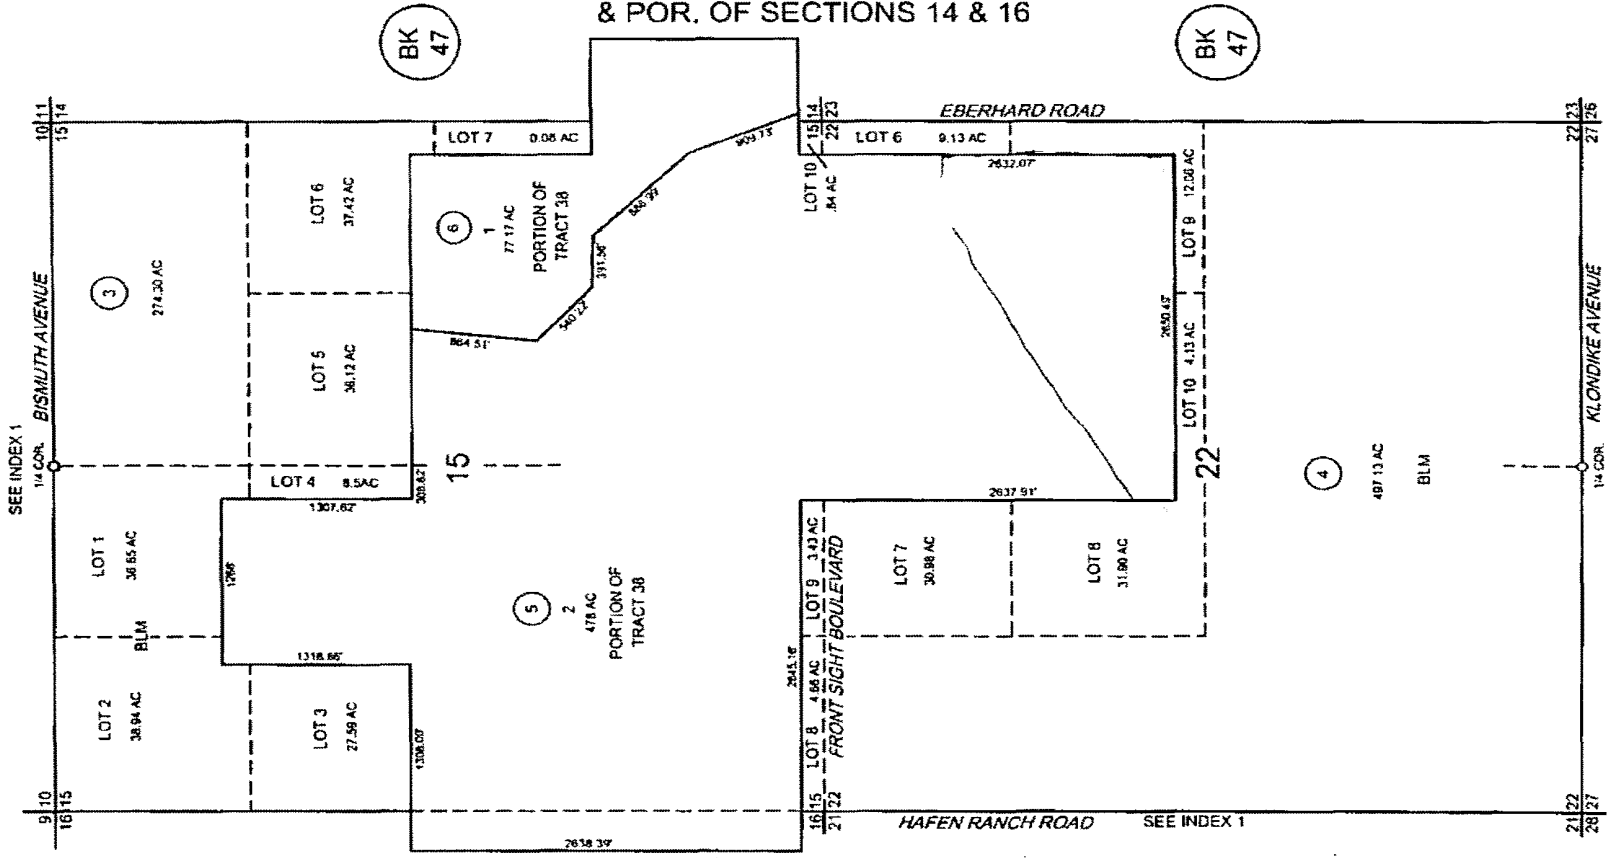 & POR. OF SECTIONS 14 & 16
BK
47
BK
47
SEE INDEX 1
1/4 COR.
BISMUTH AVENUE
10 11
15 14
9 10
16 15
3
274.30 AC
LOT 1
36.65 AC
LOT 2
38.94 AC
BLM
LOT 3
27.59 AC
LOT 4
8.5AC
LOT 5
36.12 AC
LOT 6
37.42 AC
LOT 7
0.08 AC
6
1
77.17 AC
PORTION OF
TRACT 38
909.73'
391.56'
540.22'
864.51'
1307.62'
1318.66'
15
5
2
478 AC
PORTION OF
TRACT 38
2638.39'
2645.16'
EBERHARD ROAD
15 14
22 23
LOT 10
.84 AC
LOT 6
9.13 AC
2632.07'
LOT 9
12.06 AC
LOT 10
4.13 AC
2650.49'
22
2637.91'
LOT 9
3.43 AC
LOT 8
4.66 AC
FRONT SIGHT BOULEVARD
LOT 7
30.98 AC
LOT 8
31.90 AC
16 15
21 22
HAFEN RANCH ROAD
SEE INDEX 1
4
497.13 AC
BLM
22 23
27 26
KLONDIKE AVENUE
1/4 COR.
21 22
28 27